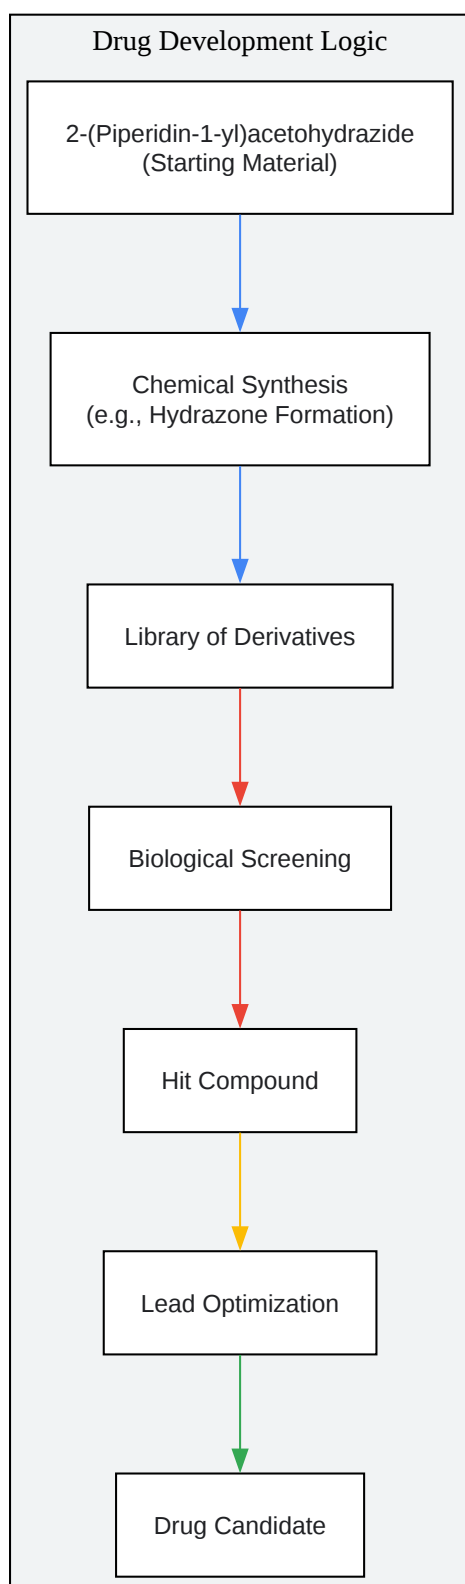 Drug Development Logic
2-(Piperidin-1-yl)acetohydrazide
(Starting Material)
Chemical Synthesis
(e.g., Hydrazone Formation)
Library of Derivatives
Biological Screening
Hit Compound
Lead Optimization
Drug Candidate